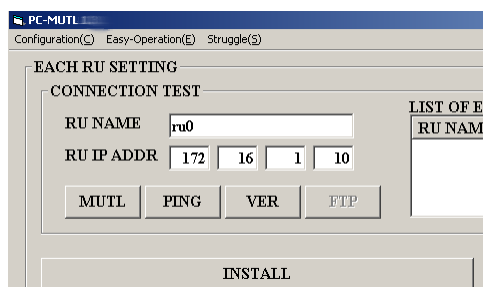 PC-MUTL
Configuration(C) Easy-Operation(E) Struggle(S)
EACH RU SETTING
CONNECTION TEST
RU NAME ru0
RU IP ADDR 172 16 1 10
MUTL PING VER FTP
LIST OF E
RU NAM
INSTALL